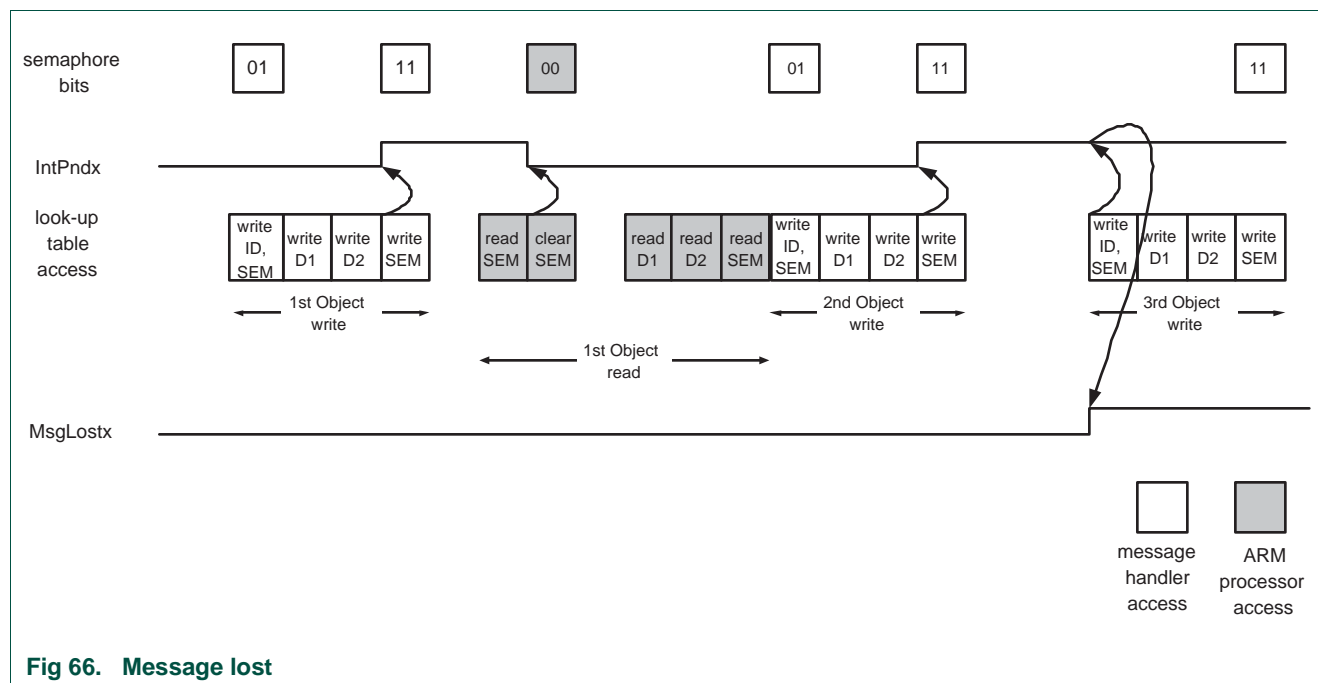 semaphore
bits
01
11
00
01
11
11
IntPndx
look-up
table
access
write
ID,
SEM
write
D1
write
D2
write
SEM
read
SEM
clear
SEM
read
D1
read
D2
read
SEM
write
ID,
SEM
write
D1
write
D2
write
SEM
write
ID,
SEM
write
D1
write
D2
write
SEM
1st Object
write
2nd Object
write
3rd Object
write
1st Object
read
MsgLostx
message
handler
access
ARM
processor
access
Fig 66. Message lost